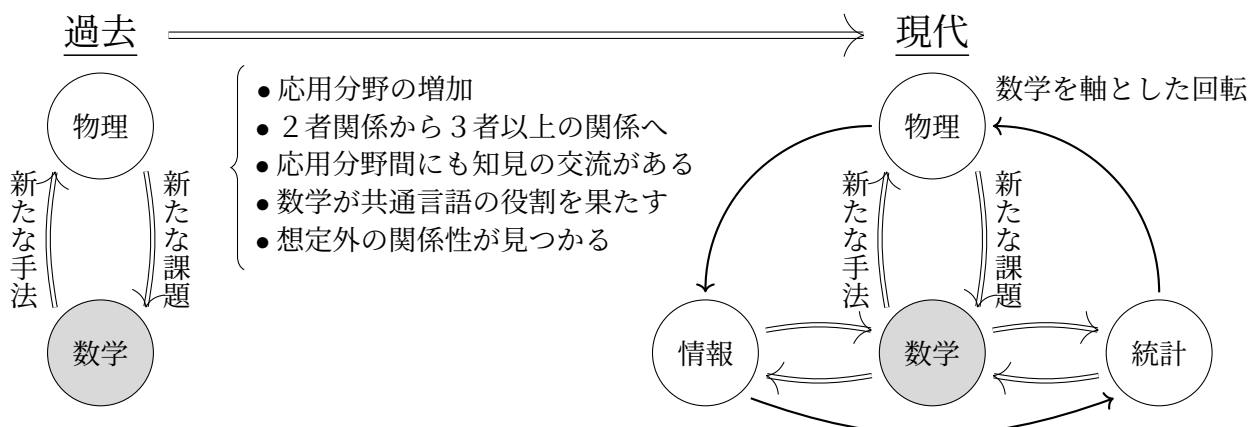 過去
現代
物理
新たな手法
新たな課題
数学
● 応用分野の増加
● ２者関係から３者以上の関係へ
● 応用分野間にも知見の交流がある
● 数学が共通言語の役割を果たす
● 想定外の関係性が見つかる
数学を軸とした回転
物理
新たな手法
新たな課題
情報
数学
統計